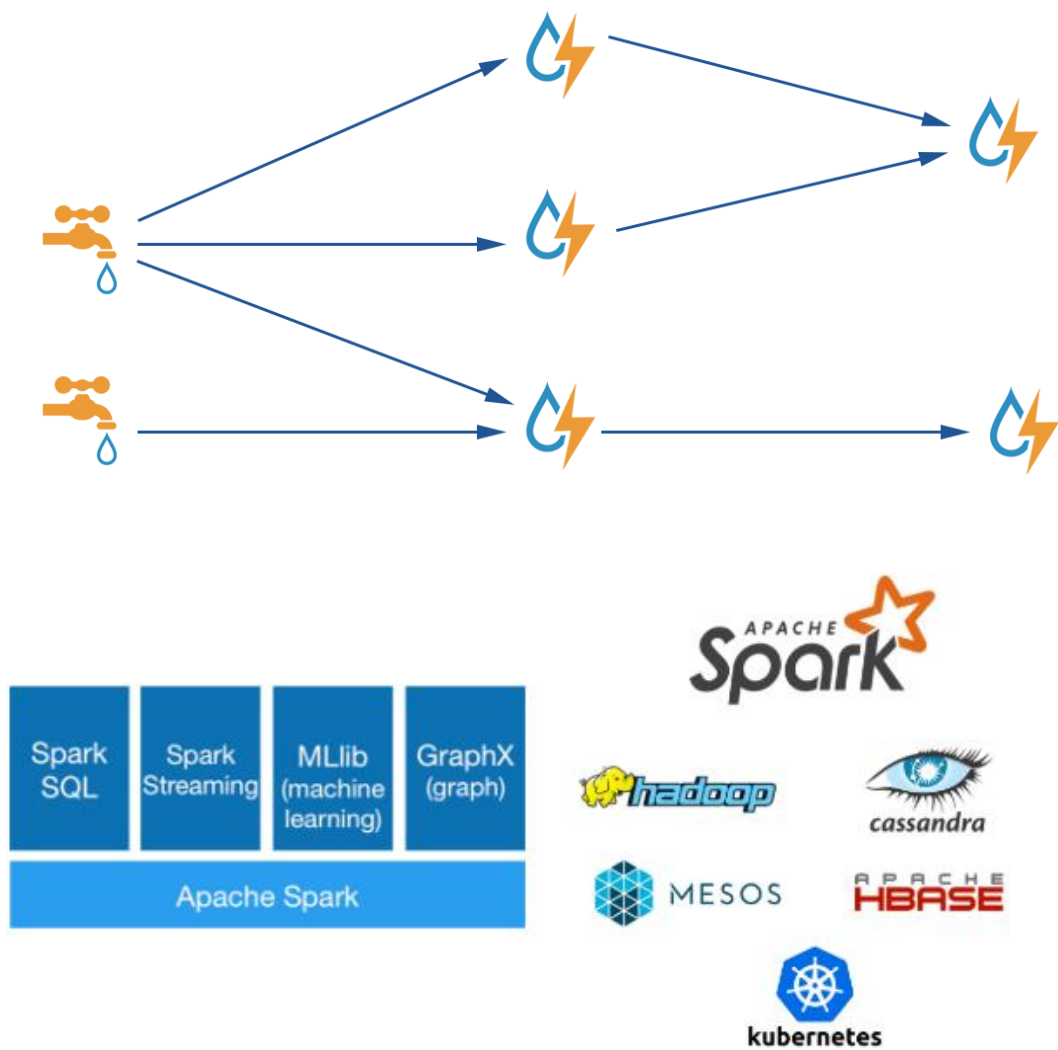 APACHE
Spark
Spark
SQL
Spark
Streaming
MLlib
(machine
learning)
GraphX
(graph)
Apache Spark
hadoop
cassandra
MESOS
APACHE
HBASE
kubernetes